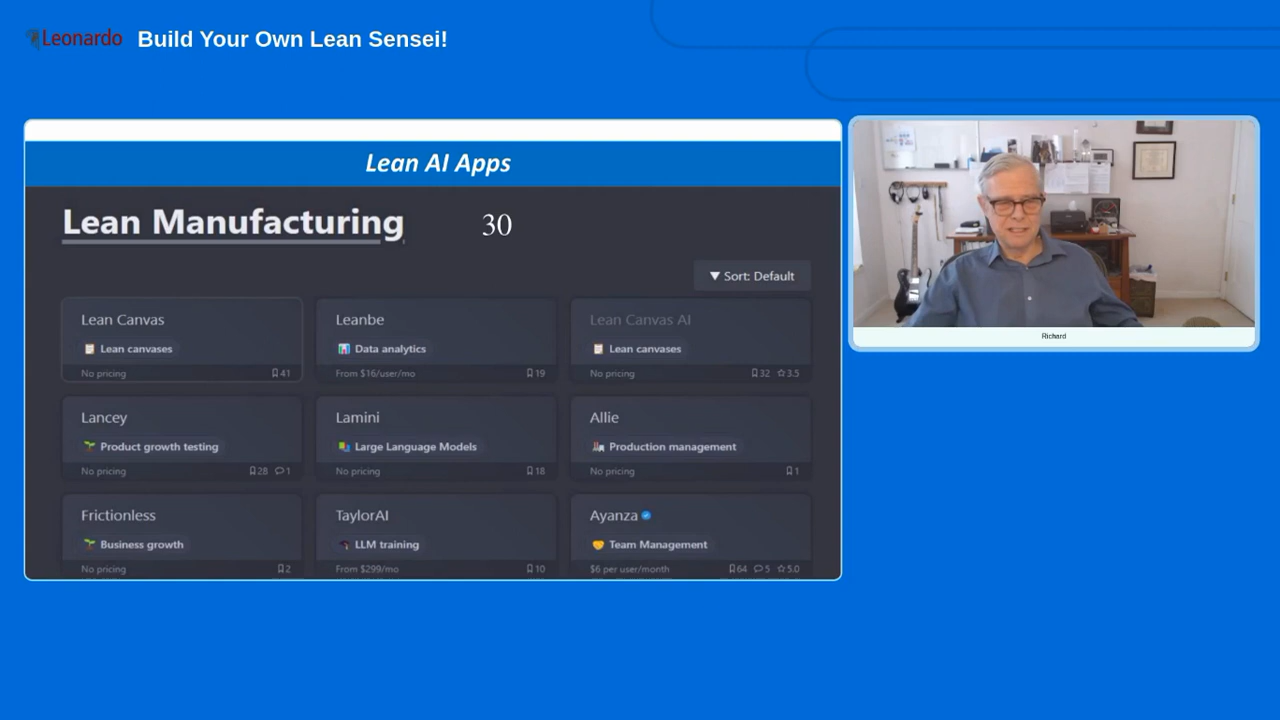 Leonardo
Build Your Own Lean Sensei!
Lean AI Apps
Lean Manufacturing
30
▼ Sort: Default
Lean Canvas
Lean canvases
No pricing
41
Leanbe
Data analytics
From $16/user/mo
19
Lean Canvas AI
Lean canvases
No pricing
32
3.5
Lancey
Product growth testing
No pricing
28
1
Lamini
Large Language Models
No pricing
18
Allie
Production management
No pricing
1
Frictionless
Business growth
No pricing
2
TaylorAI
LLM training
From $299/mo
10
Ayanza
Team Management
$6 per user/month
64
5
5.0
Richard